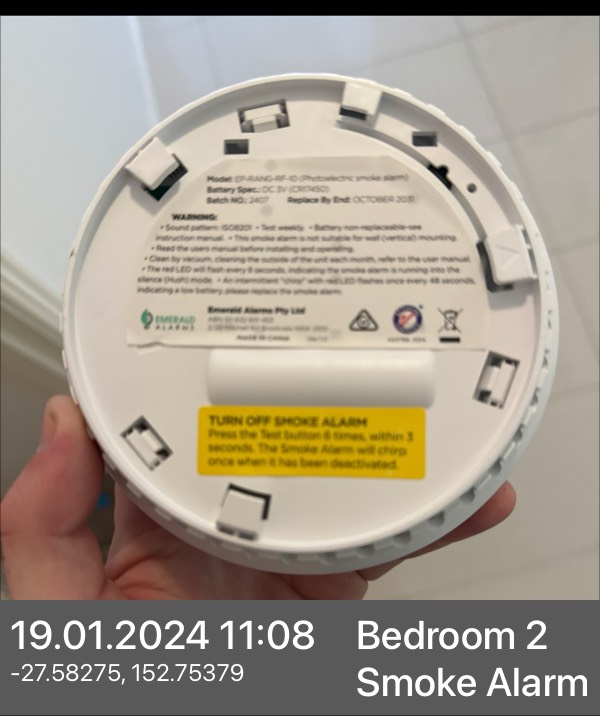 Model: EP-RANG-RF-10 (Photoelectric smoke alarm)
Battery Spec.: DC 3V (CR17450)
Batch NO.: 2407 Replace By End: OCTOBER 2031
WARNING:
• Sound pattern: ISO8201 • Test weekly. • Battery non-replaceable-see
instruction manual. • This smoke alarm is not suitable for wall (vertical) mounting.
• Read the users manual before installing and operating.
• Clean by vacuum, cleaning the outside of the unit each month, refer to the user manual.
• The red LED will flash every 8 seconds, indicating the smoke alarm is running into the
silence (Hush) mode. • An intermittent "chirp" with red LED flashes once every 48 seconds,
indicating a low battery, please replace the smoke alarm.
EMERALD
ALARMS
Emerald Alarms Pty Ltd
MADE IN CHINA
TURN OFF SMOKE ALARM
Press the Test button 6 times, within 3
seconds. The Smoke Alarm will chirp
once when it has been deactivated.
19.01.2024 11:08
-27.58275, 152.75379
Bedroom 2
Smoke Alarm